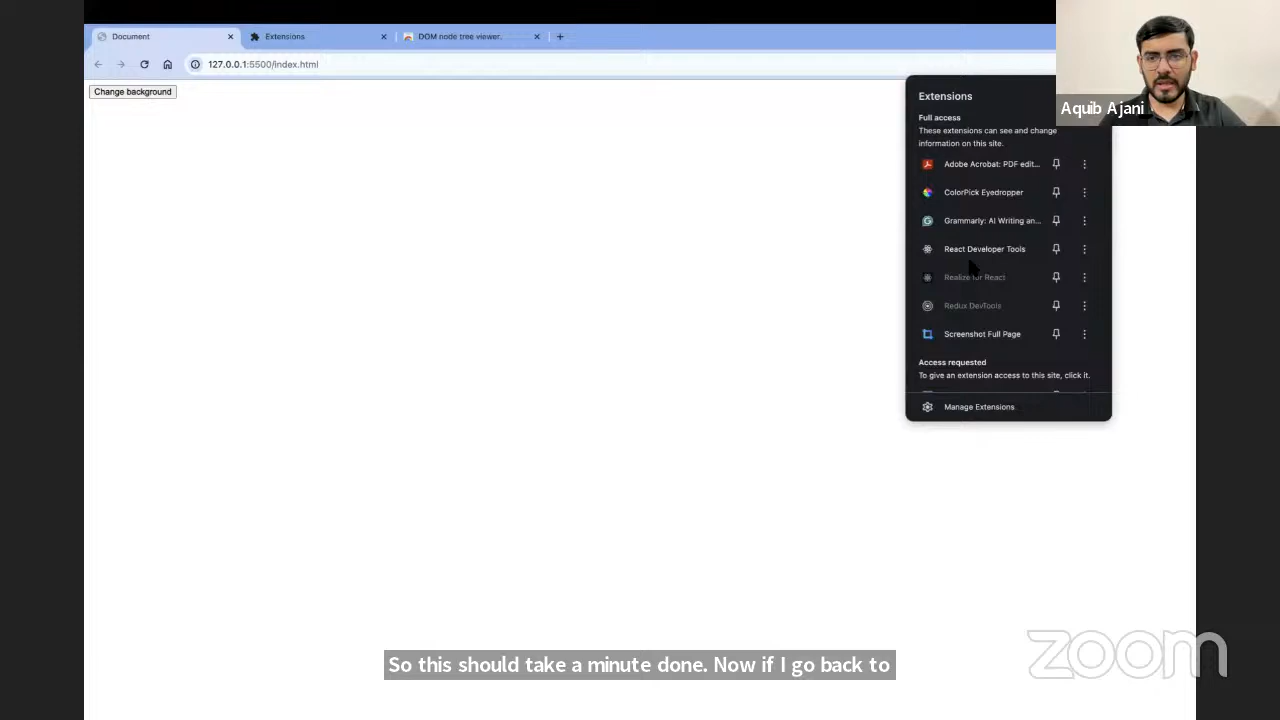 Document
Extensions
DOM node tree viewer.
127.0.0.1:5500/index.html
Change background
Extensions
Full access
These extensions can see and change
information on this site.
Adobe Acrobat: PDF edit...
ColorPick Eyedropper
Grammarly: AI Writing an...
React Developer Tools
Realize for React
Redux DevTools
Screenshot Full Page
Access requested
To give an extension access to this site, click it.
Manage Extensions
Aquib Ajani
So this should take a minute done. Now if I go back to
zoom